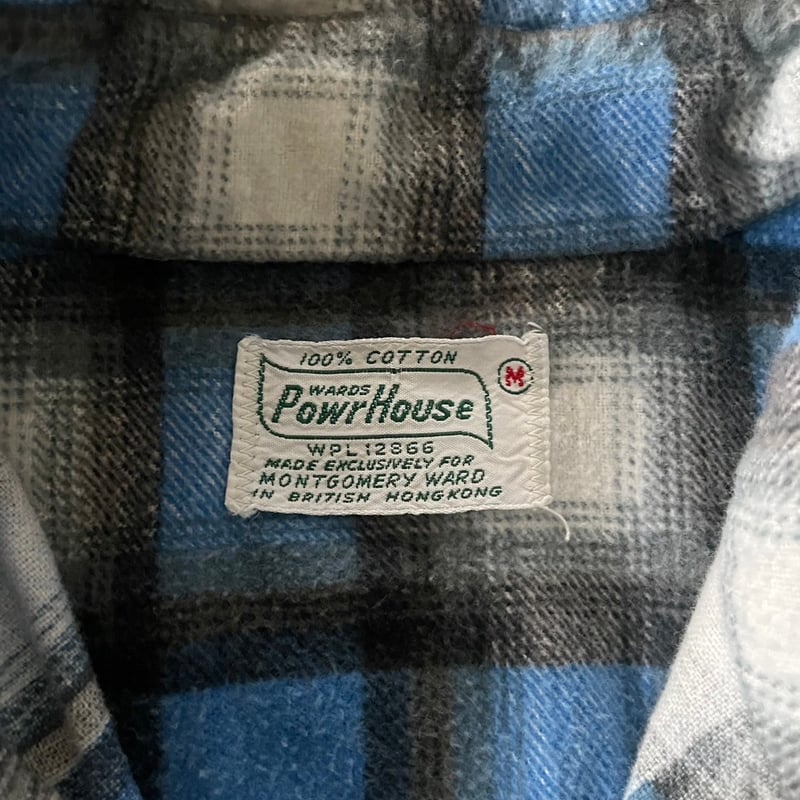 100% COTTON
M
WARDS
PowrHouse
WPL 12866
MADE EXCLUSIVELY FOR
MONTGOMERY WARD
IN BRITISH HONGKONG